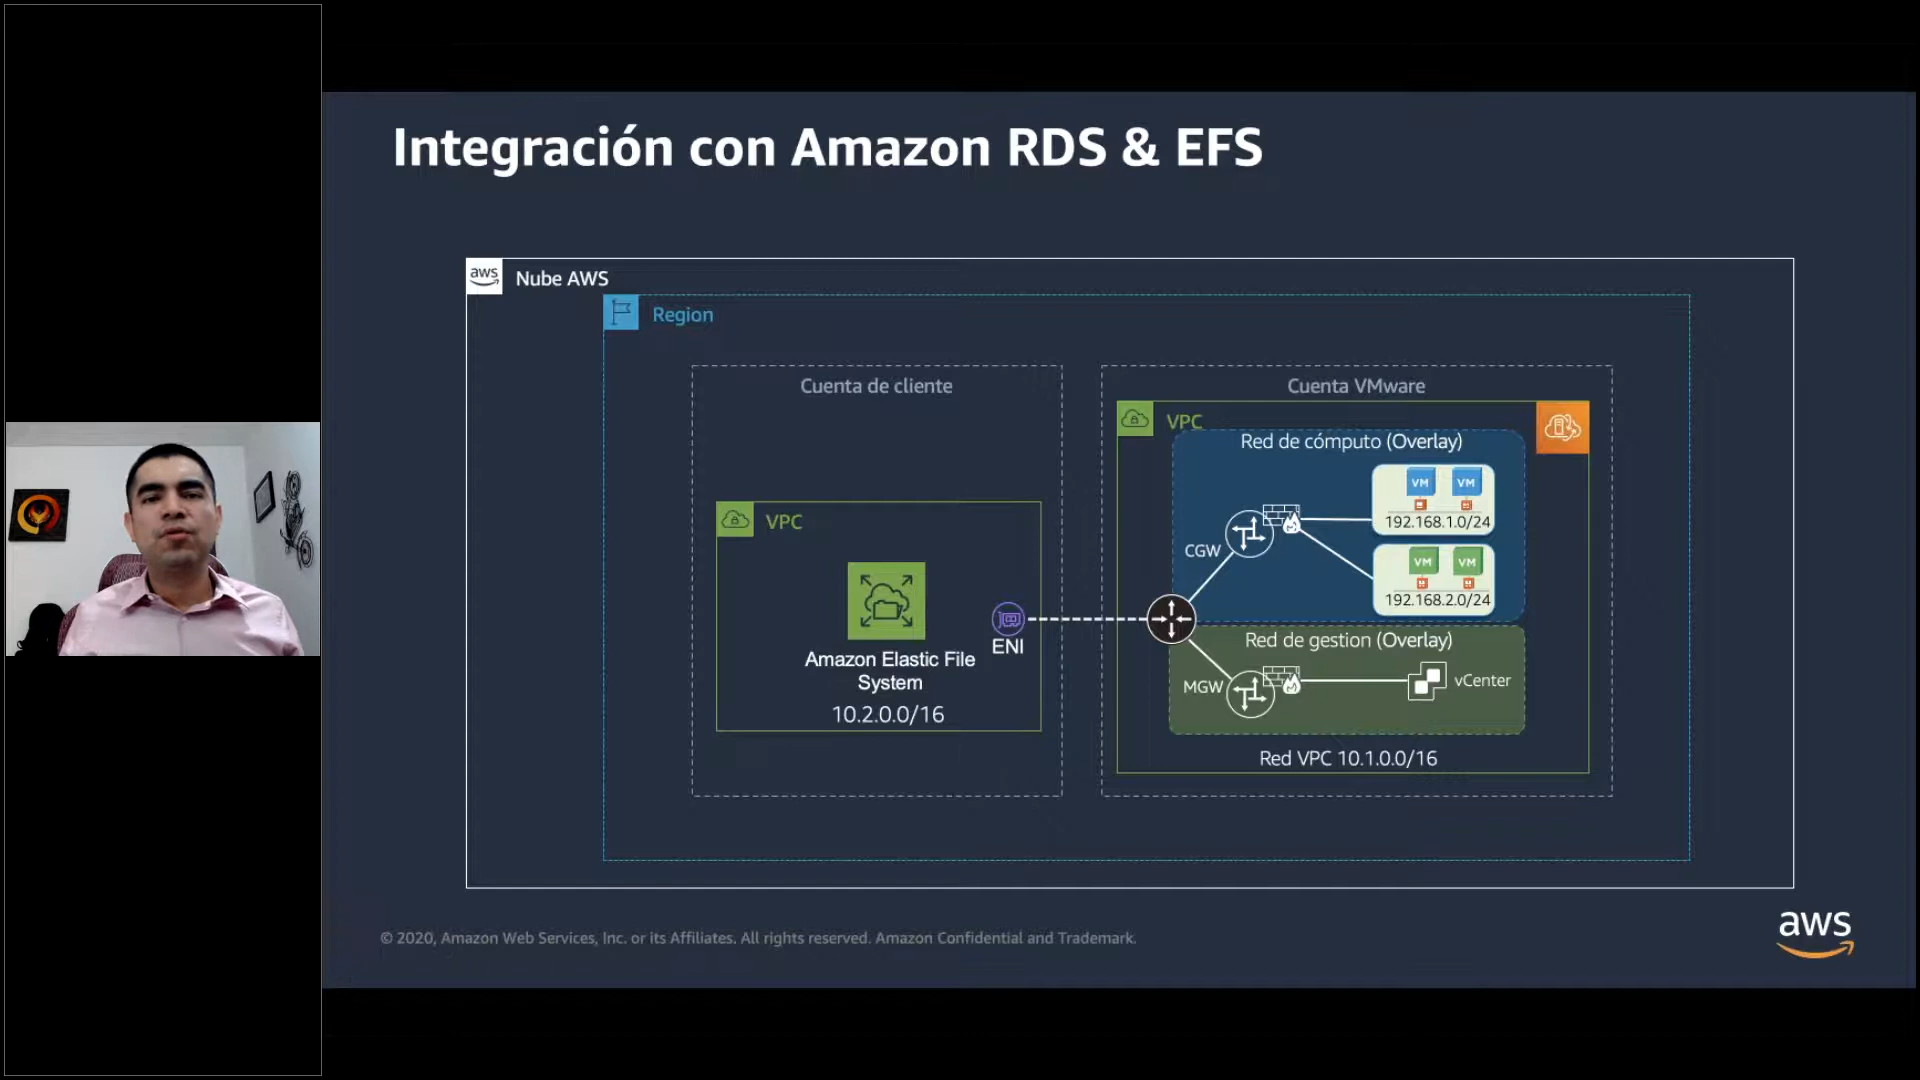 Integración con Amazon RDS & EFS
aws
Nube AWS
Region
Cuenta de cliente
VPC
Amazon Elastic File
System
10.2.0.0/16
ENI
Cuenta VMware
VPC
Red de cómputo (Overlay)
VM VM
192.168.1.0/24
CGW
VM VM
192.168.2.0/24
Red de gestion (Overlay)
MGW
vCenter
Red VPC 10.1.0.0/16
© 2020, Amazon Web Services, Inc. or its Affiliates. All rights reserved. Amazon Confidential and Trademark.
aws